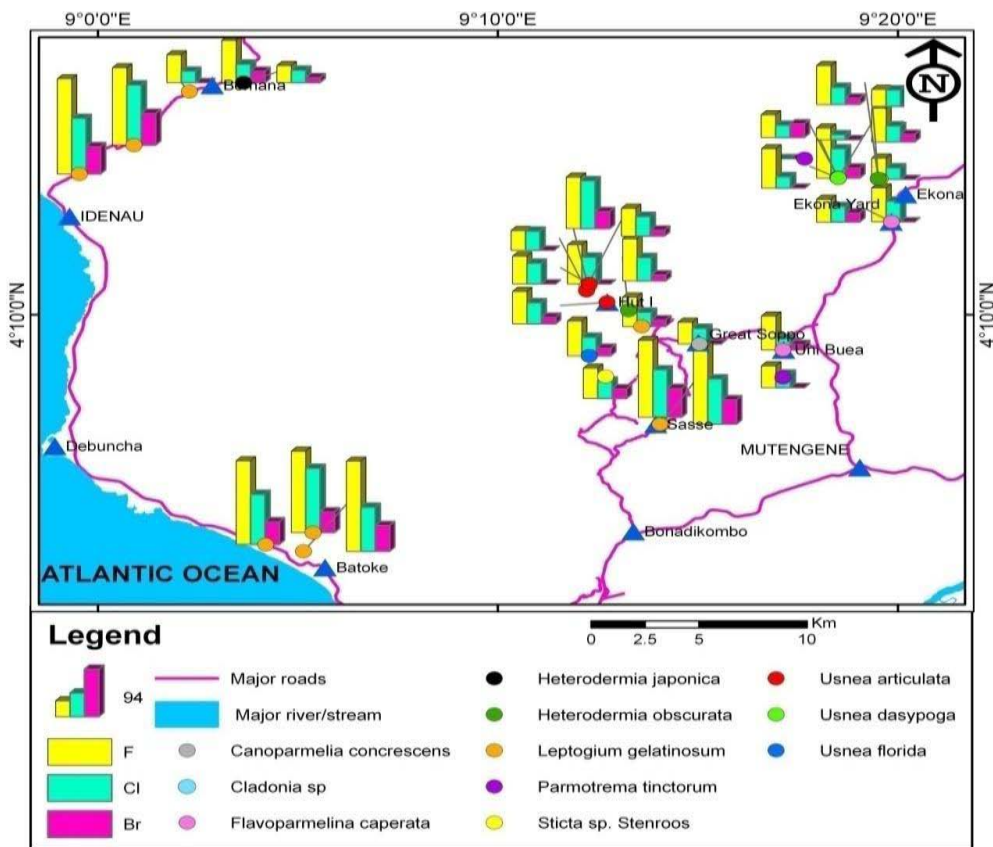 9°0'0"E 9°10'0"E 9°20'0"E
N
Bomana
Ekona
Ekona Yard
IDENAU
4°10'0"N
4°10'0"N
Hut I
Great Soppo
Uni Buea
Sasse
Debuncha
MUTENGENE
Bonadikombo
Batoke
ATLANTIC OCEAN
Legend
Km
0 2.5 5 10
94
Major roads
Major river/stream
F
Cl
Br
Canoparmelia concrescens
Cladonia sp
Flavoparmelina caperata
Heterodermia japonica
Heterodermia obscurata
Leptogium gelatinosum
Parmotrema tinctorum
Sticta sp. Stenroos
Usnea articulata
Usnea dasypoga
Usnea florida